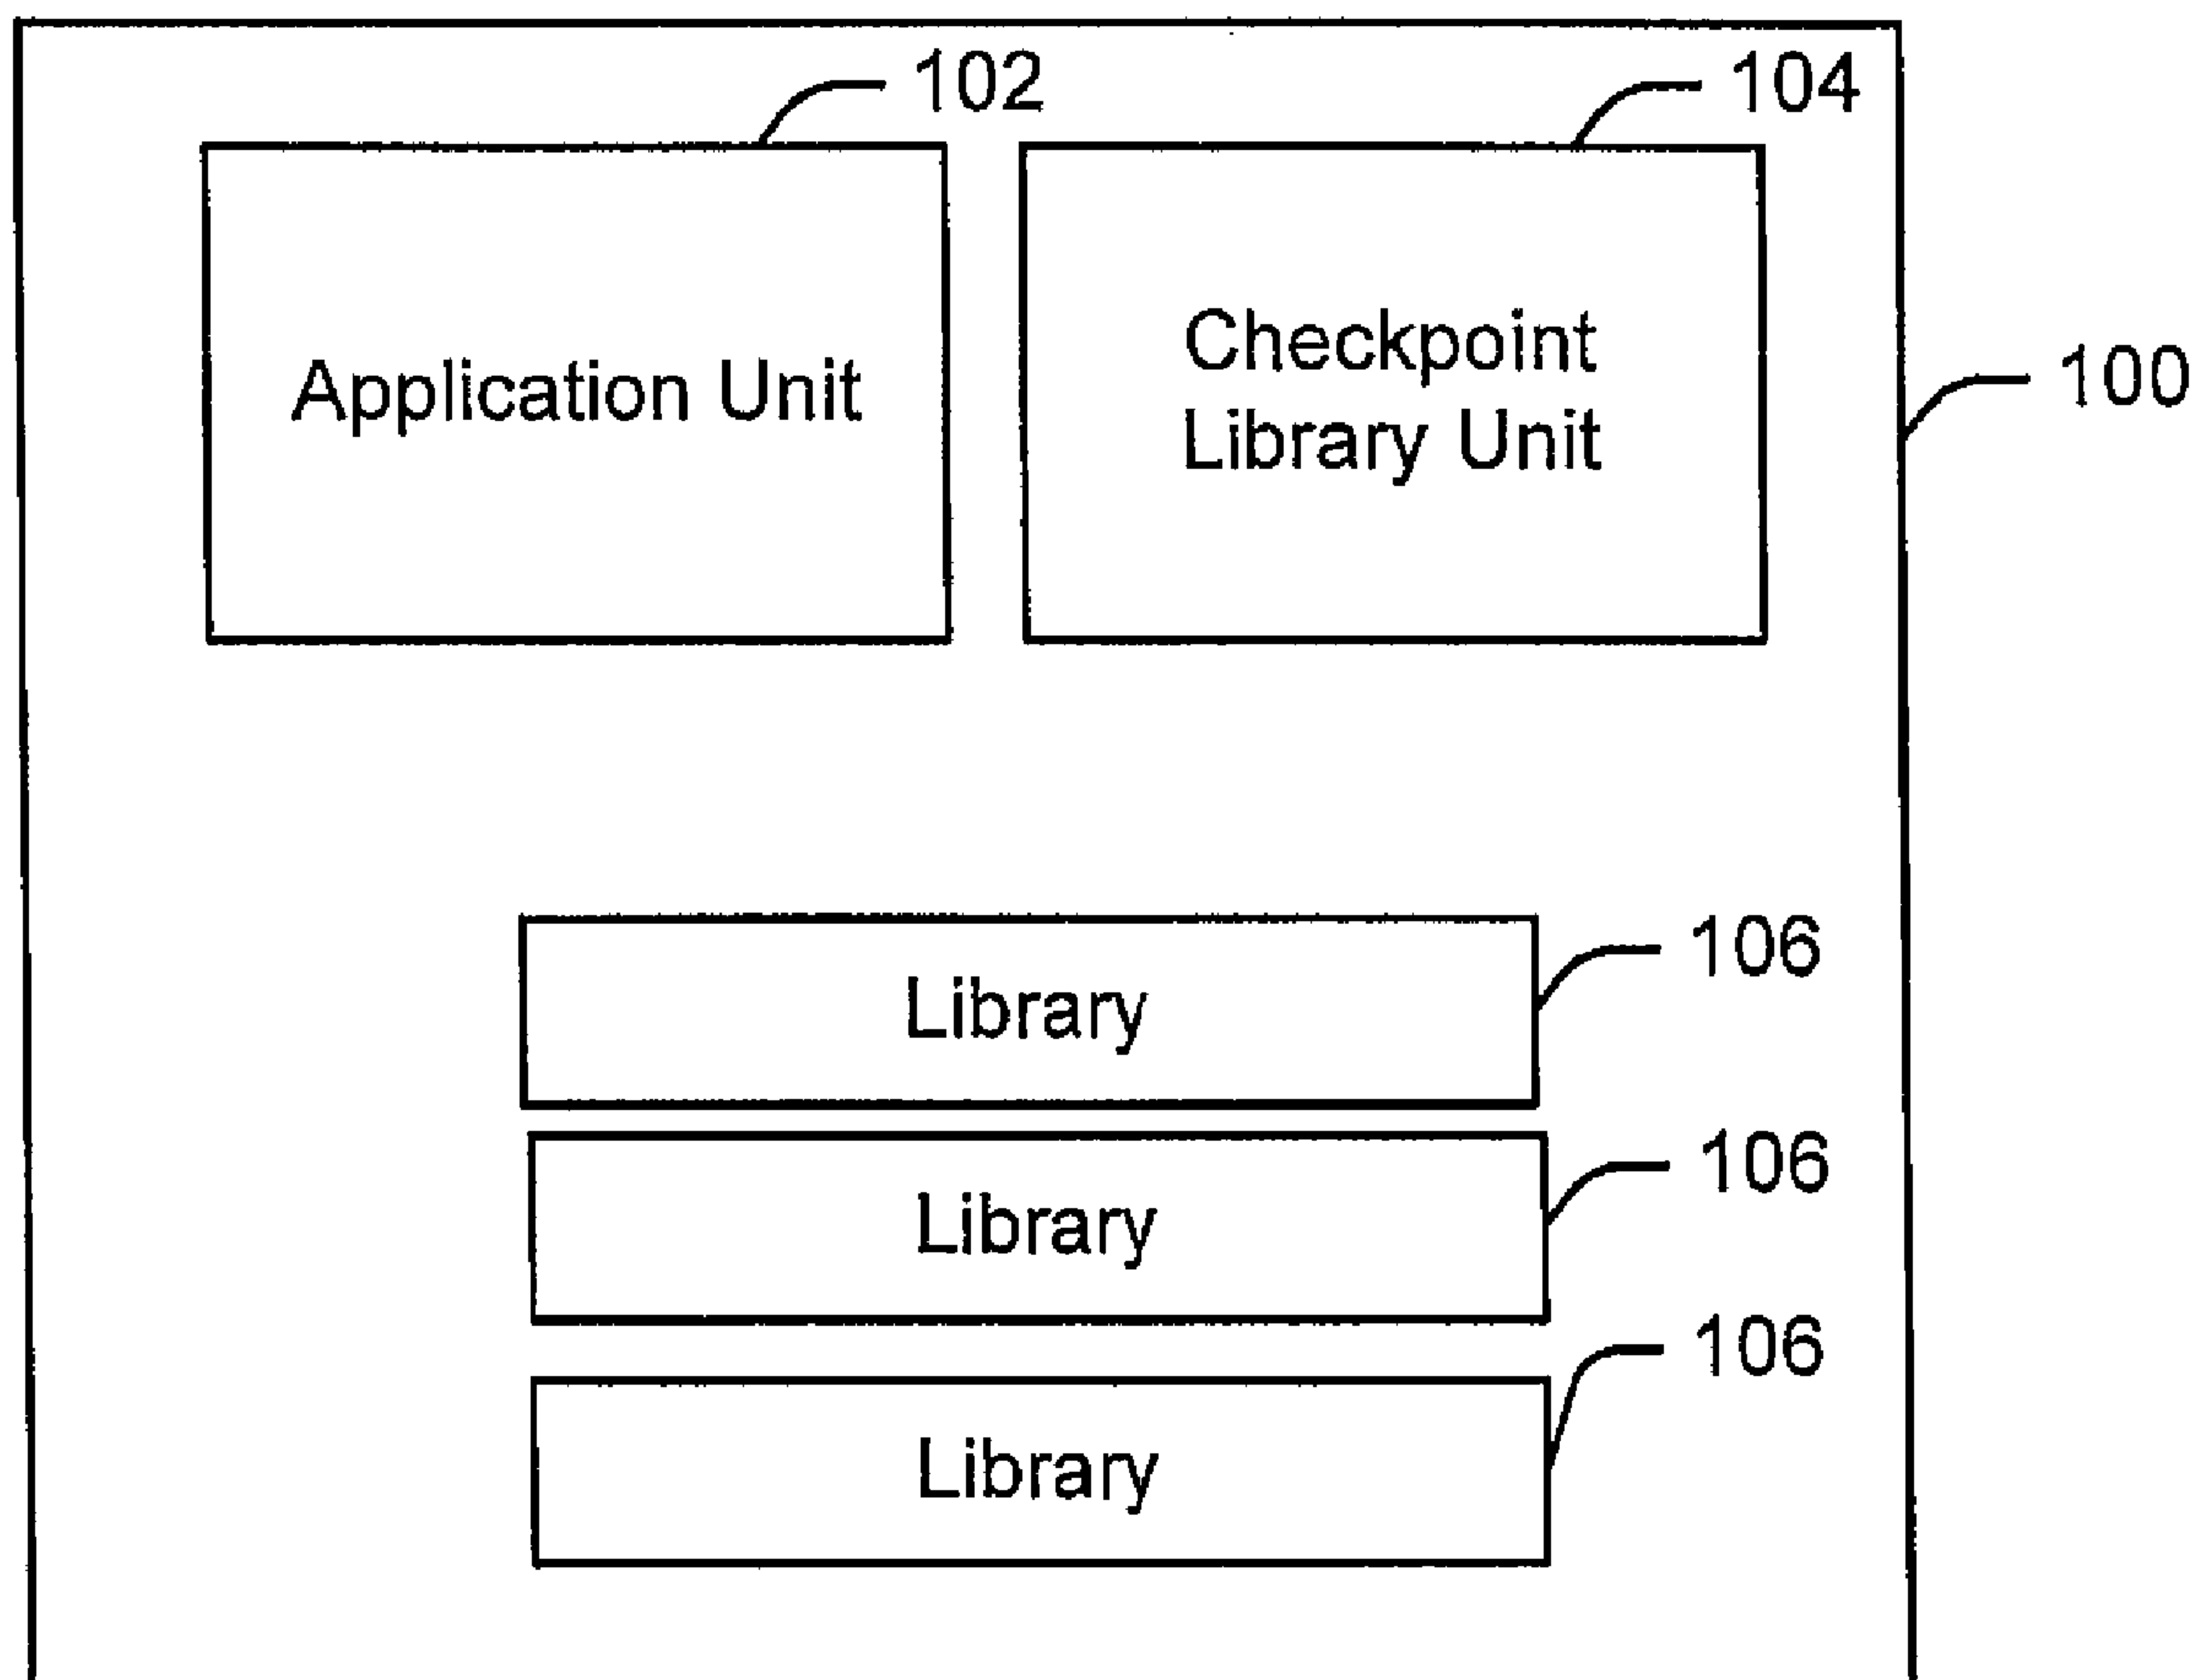 102
104
Application Unit
Checkpoint
Library Unit
100
Library
106
Library
106
Library
106